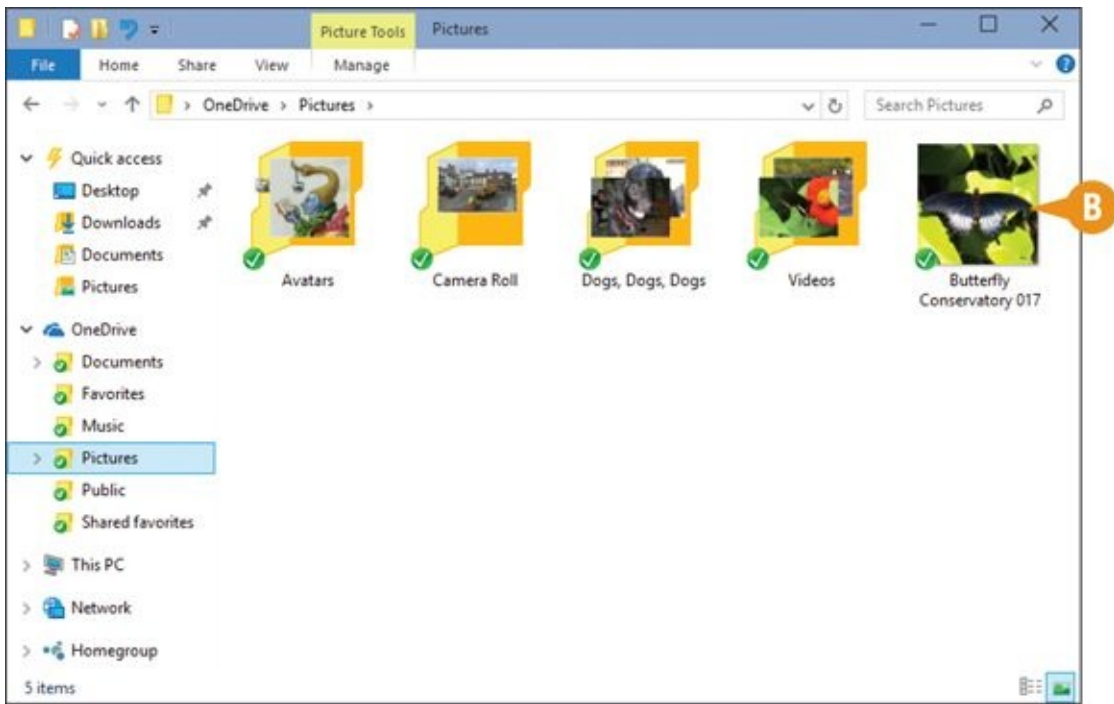 Picture Tools Pictures
File Home Share View Manage
OneDrive > Pictures >
Search Pictures
Quick access
Desktop
Downloads
Documents
Pictures
OneDrive
Documents
Favorites
Music
Pictures
Public
Shared favorites
This PC
Network
Homegroup
Avatars
Camera Roll
Dogs, Dogs, Dogs
Videos
Butterfly
Conservatory 017
B
5 items